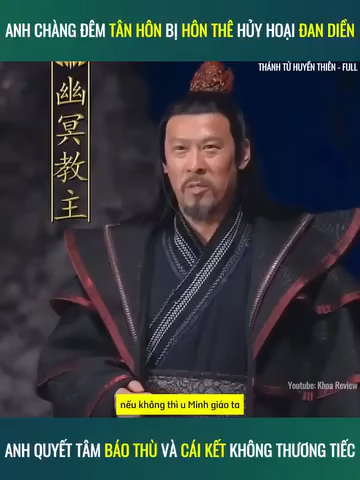 ANH CHÀNG ĐÊM TÂN HÔN BỊ HÔN THÊ HỦY HOẠI ĐAN DIỀN
THÁNH TỬ HUYỀN THIÊN - FULL
幽冥教主
Youtube: Khoa Review
nếu không thì u Minh giáo ta
ANH QUYẾT TÂM BÁO THÙ VÀ CÁI KẾT KHÔNG THƯƠNG TIẾC